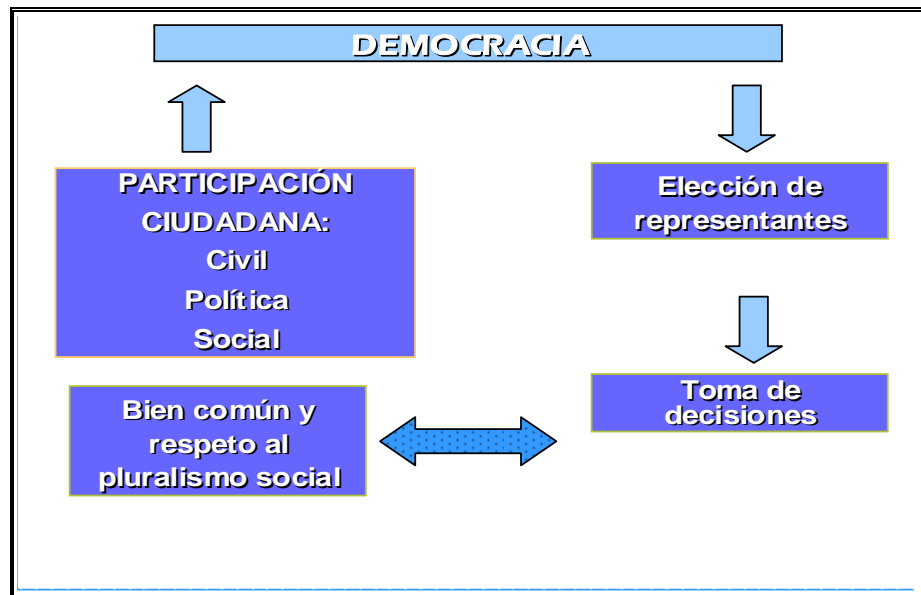 DEMOCRACIA
PARTICIPACIÓN
CIUDADANA:
Civil
Política
Social
Elección de
representantes
Bien común y
respeto al
pluralismo social
Toma de
decisiones